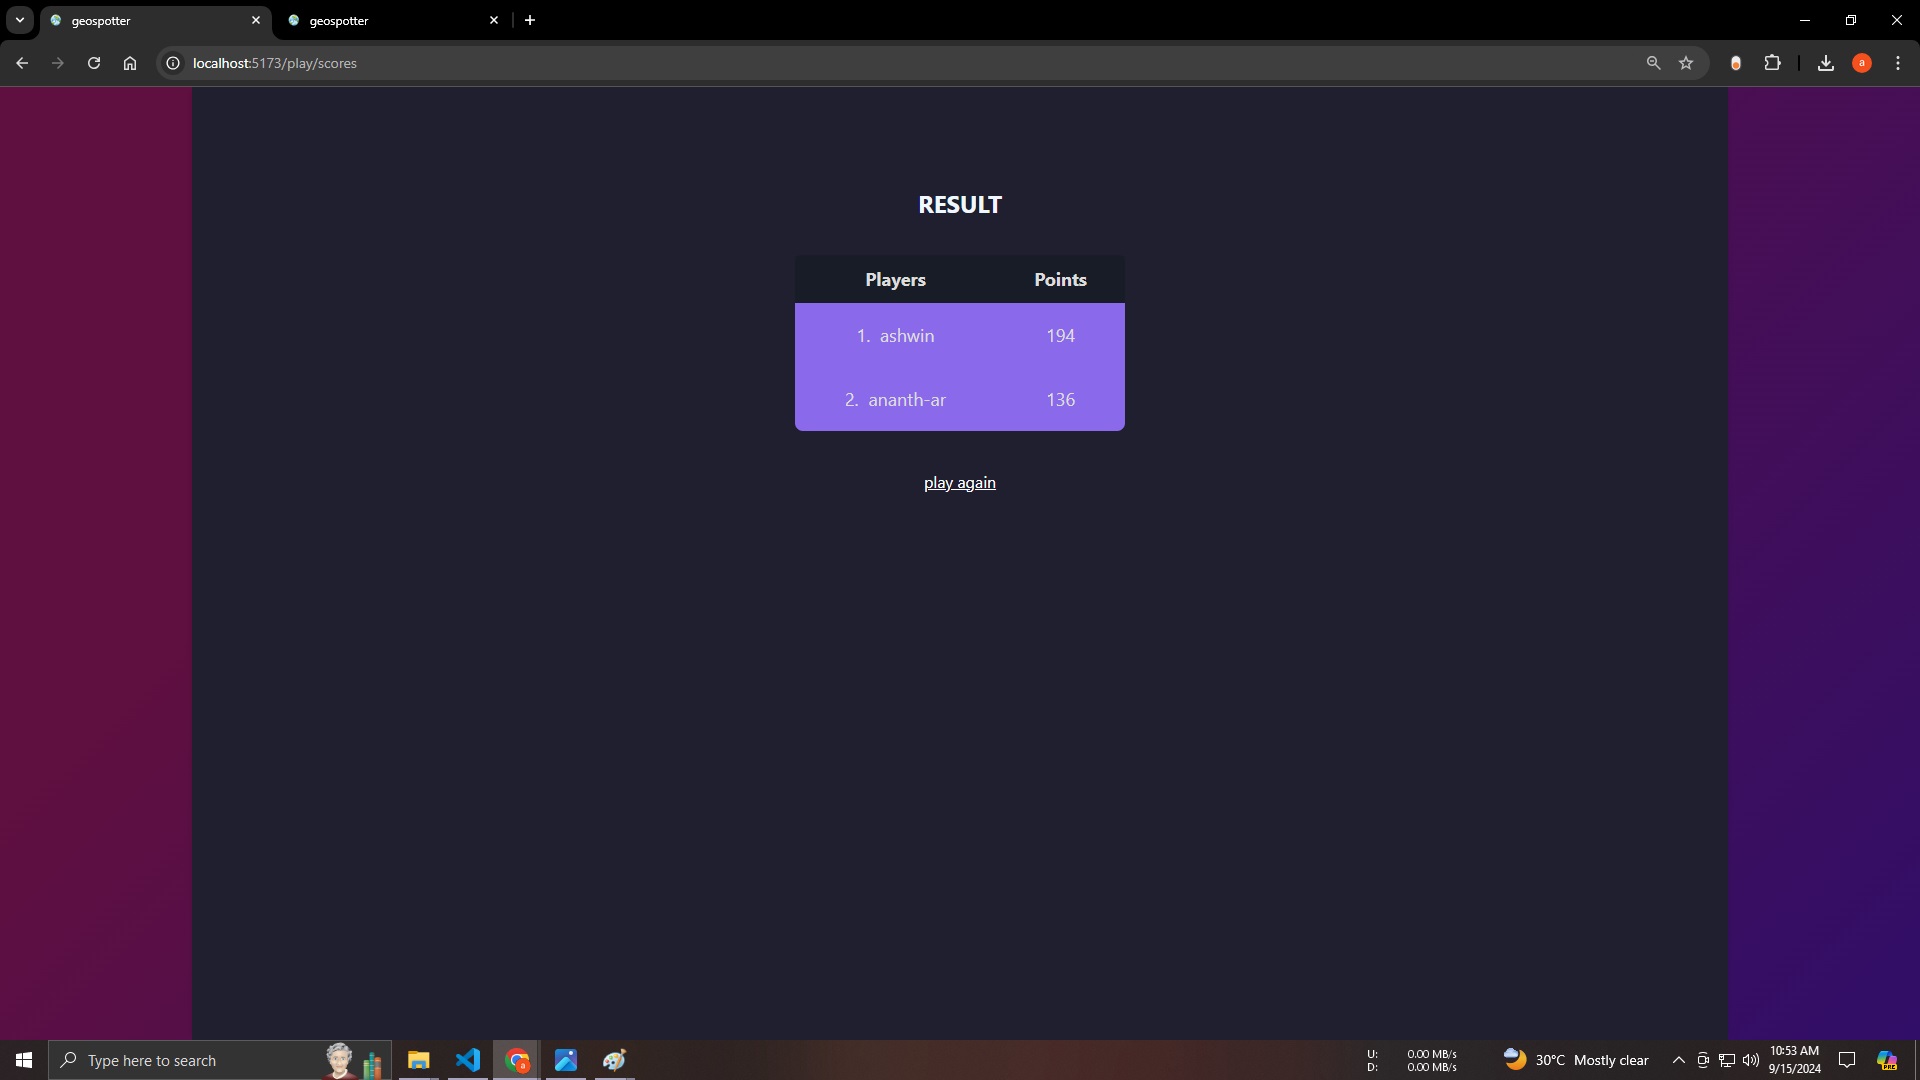 geospotter
geospotter
localhost:5173/play/scores
a
RESULT
Players Points
1. ashwin 194
2. ananth-ar 136
play again
Type here to search
a
U: 0.00 MB/s
D: 0.00 MB/s
30°C Mostly clear
10:53 AM
9/15/2024
PRE